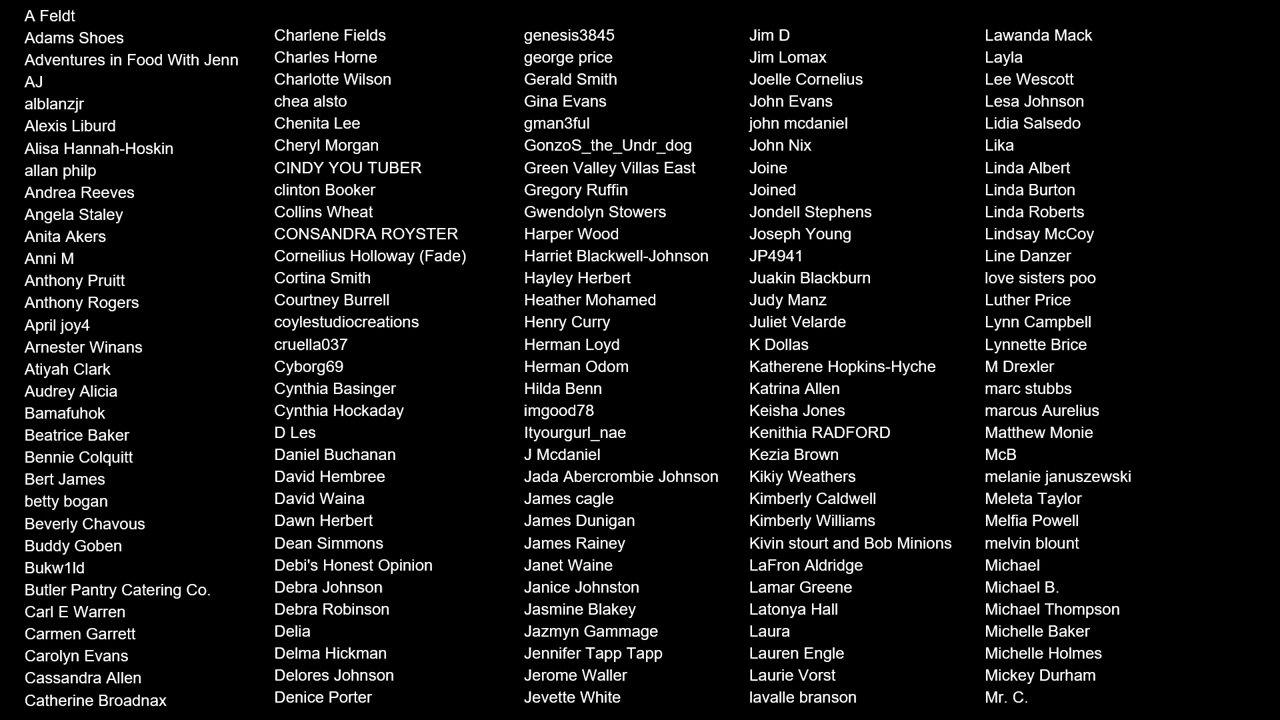 A Feldt
Adams Shoes
Adventures in Food With Jenn
AJ
alblanzjr
Alexis Liburd
Alisa Hannah-Hoskin
allan philp
Andrea Reeves
Angela Staley
Anita Akers
Anni M
Anthony Pruitt
Anthony Rogers
April joy4
Arnester Winans
Atiyah Clark
Audrey Alicia
Bamafuhok
Beatrice Baker
Bennie Colquitt
Bert James
betty bogan
Beverly Chavous
Buddy Goben
Bukw1ld
Butler Pantry Catering Co.
Carl E Warren
Carmen Garrett
Carolyn Evans
Cassandra Allen
Catherine Broadnax
Charlene Fields
Charles Horne
Charlotte Wilson
chea alsto
Chenita Lee
Cheryl Morgan
CINDY YOU TUBER
clinton Booker
Collins Wheat
CONSANDRA ROYSTER
Corneilius Holloway (Fade)
Cortina Smith
Courtney Burrell
coylestudiocreations
cruella037
Cyborg69
Cynthia Basinger
Cynthia Hockaday
D Les
Daniel Buchanan
David Hembree
David Waina
Dawn Herbert
Dean Simmons
Debi's Honest Opinion
Debra Johnson
Debra Robinson
Delia
Delma Hickman
Delores Johnson
Denice Porter
genesis3845
george price
Gerald Smith
Gina Evans
gman3ful
GonzoS_the_Undr_dog
Green Valley Villas East
Gregory Ruffin
Gwendolyn Stowers
Harper Wood
Harriet Blackwell-Johnson
Hayley Herbert
Heather Mohamed
Henry Curry
Herman Loyd
Herman Odom
Hilda Benn
imgood78
Ityourgurl_nae
J Mcdaniel
Jada Abercrombie Johnson
James cagle
James Dunigan
James Rainey
Janet Waine
Janice Johnston
Jasmine Blakey
Jazmyn Gammage
Jennifer Tapp Tapp
Jerome Waller
Jevette White
Jim D
Jim Lomax
Joelle Cornelius
John Evans
john mcdaniel
John Nix
Joine
Joined
Jondell Stephens
Joseph Young
JP4941
Juakin Blackburn
Judy Manz
Juliet Velarde
K Dollas
Katherene Hopkins-Hyche
Katrina Allen
Keisha Jones
Kenithia RADFORD
Kezia Brown
Kikiy Weathers
Kimberly Caldwell
Kimberly Williams
Kivin stourt and Bob Minions
LaFron Aldridge
Lamar Greene
Latonya Hall
Laura
Lauren Engle
Laurie Vorst
lavalle branson
Lawanda Mack
Layla
Lee Wescott
Lesa Johnson
Lidia Salsedo
Lika
Linda Albert
Linda Burton
Linda Roberts
Lindsay McCoy
Line Danzer
love sisters poo
Luther Price
Lynn Campbell
Lynnette Brice
M Drexler
marc stubbs
marcus Aurelius
Matthew Monie
McB
melanie januszewski
Meleta Taylor
Melfia Powell
melvin blount
Michael
Michael B.
Michael Thompson
Michelle Baker
Michelle Holmes
Mickey Durham
Mr. C.